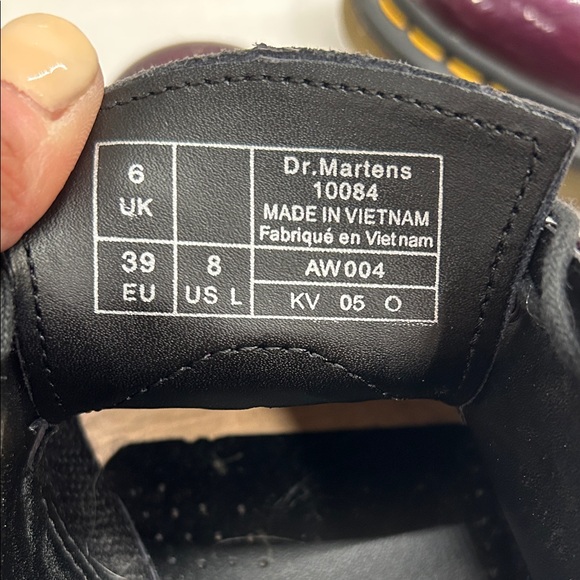 6
UK
Dr.Martens
10084
MADE IN VIETNAM
Fabriqué en Vietnam
39
EU
8
US L
AW004
KV 05 O